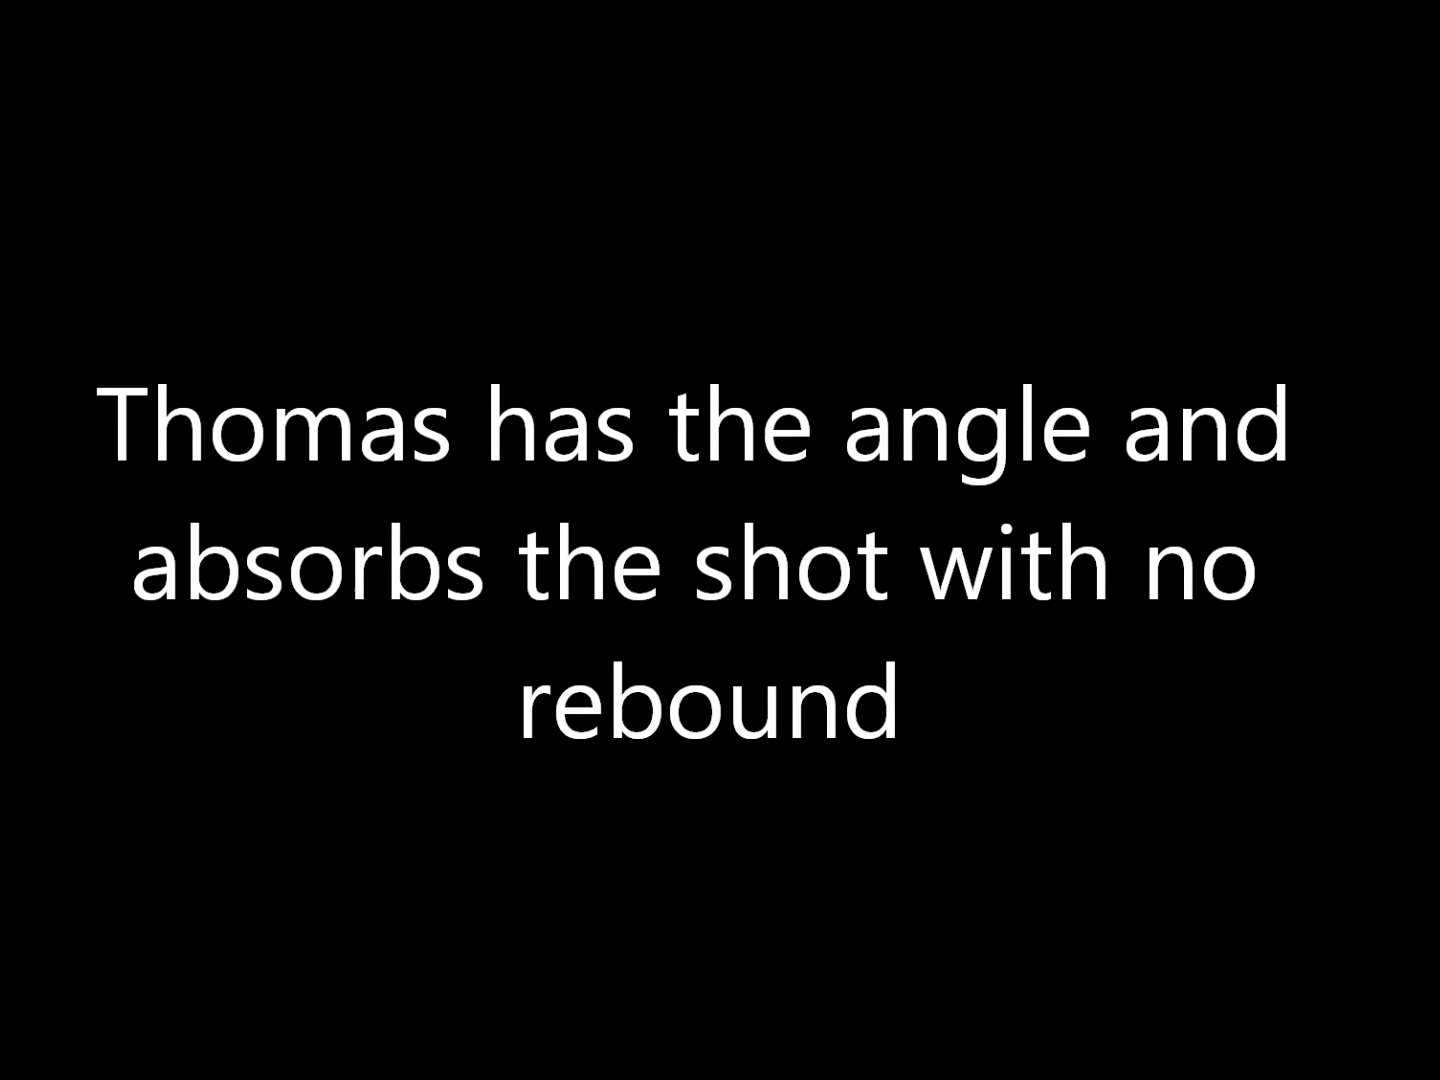 Thomas has the angle and
absorbs the shot with no
rebound